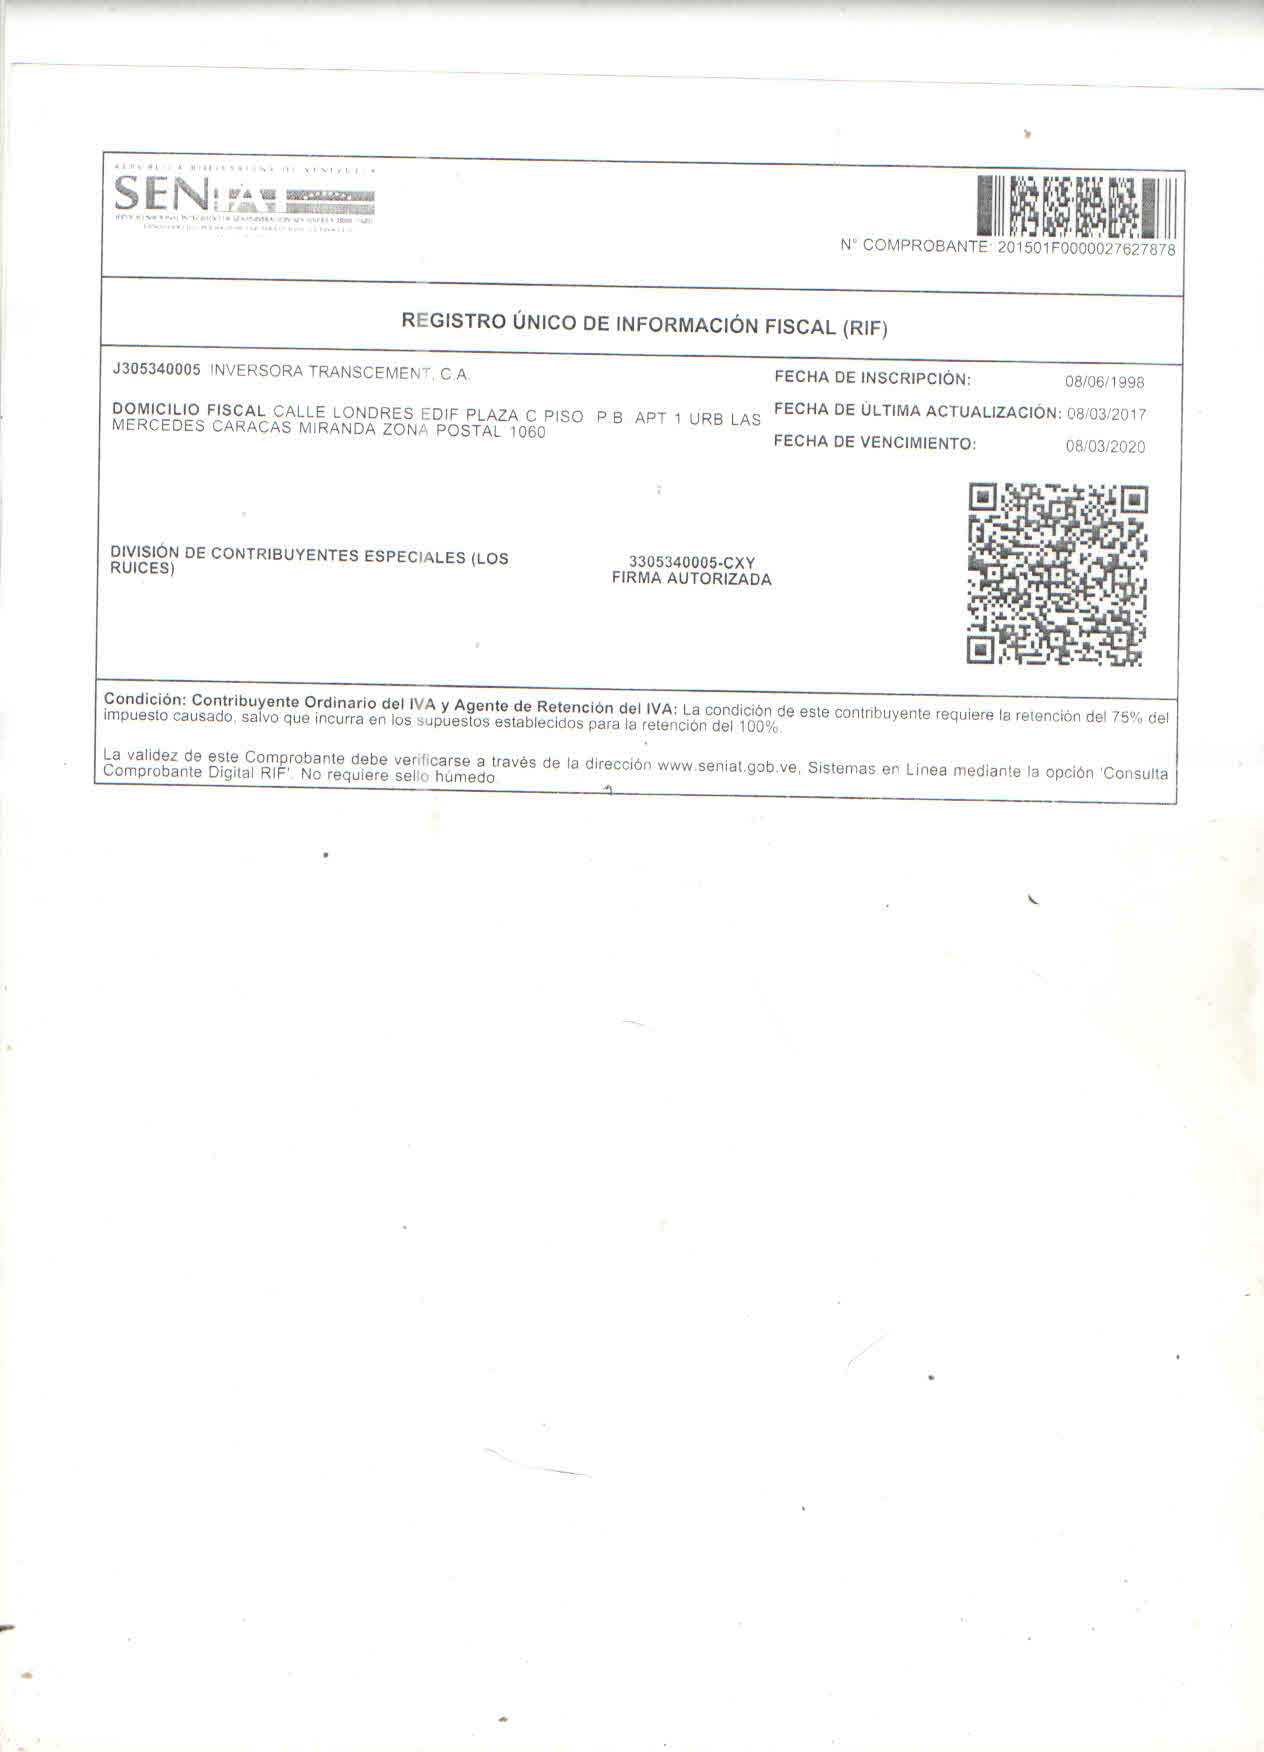 REPÚBLICA BOLIVARIANA DE VENEZUELA
SENIAT
Nº COMPROBANTE: 201501F0000027627878
REGISTRO ÚNICO DE INFORMACIÓN FISCAL (RIF)
J305340005 INVERSORA TRANSCEMENT, C.A.
FECHA DE INSCRIPCIÓN: 08/06/1998
DOMICILIO FISCAL CALLE LONDRES EDIF PLAZA C PISO P.B APT 1 URB LAS
MERCEDES CARACAS MIRANDA ZONA POSTAL 1060
FECHA DE ÚLTIMA ACTUALIZACIÓN: 08/03/2017
FECHA DE VENCIMIENTO: 08/03/2020
DIVISIÓN DE CONTRIBUYENTES ESPECIALES (LOS
RUICES)
3305340005-CXY
FIRMA AUTORIZADA
Condición: Contribuyente Ordinario del IVA y Agente de Retención del IVA: La condición de este contribuyente requiere la retención del 75% del
impuesto causado, salvo que incurra en los supuestos establecidos para la retención del 100%.
La validez de este Comprobante debe verificarse a través de la dirección www.seniat.gob.ve, Sistemas en Línea mediante la opción 'Consulta
Comprobante Digital RIF'. No requiere sello húmedo